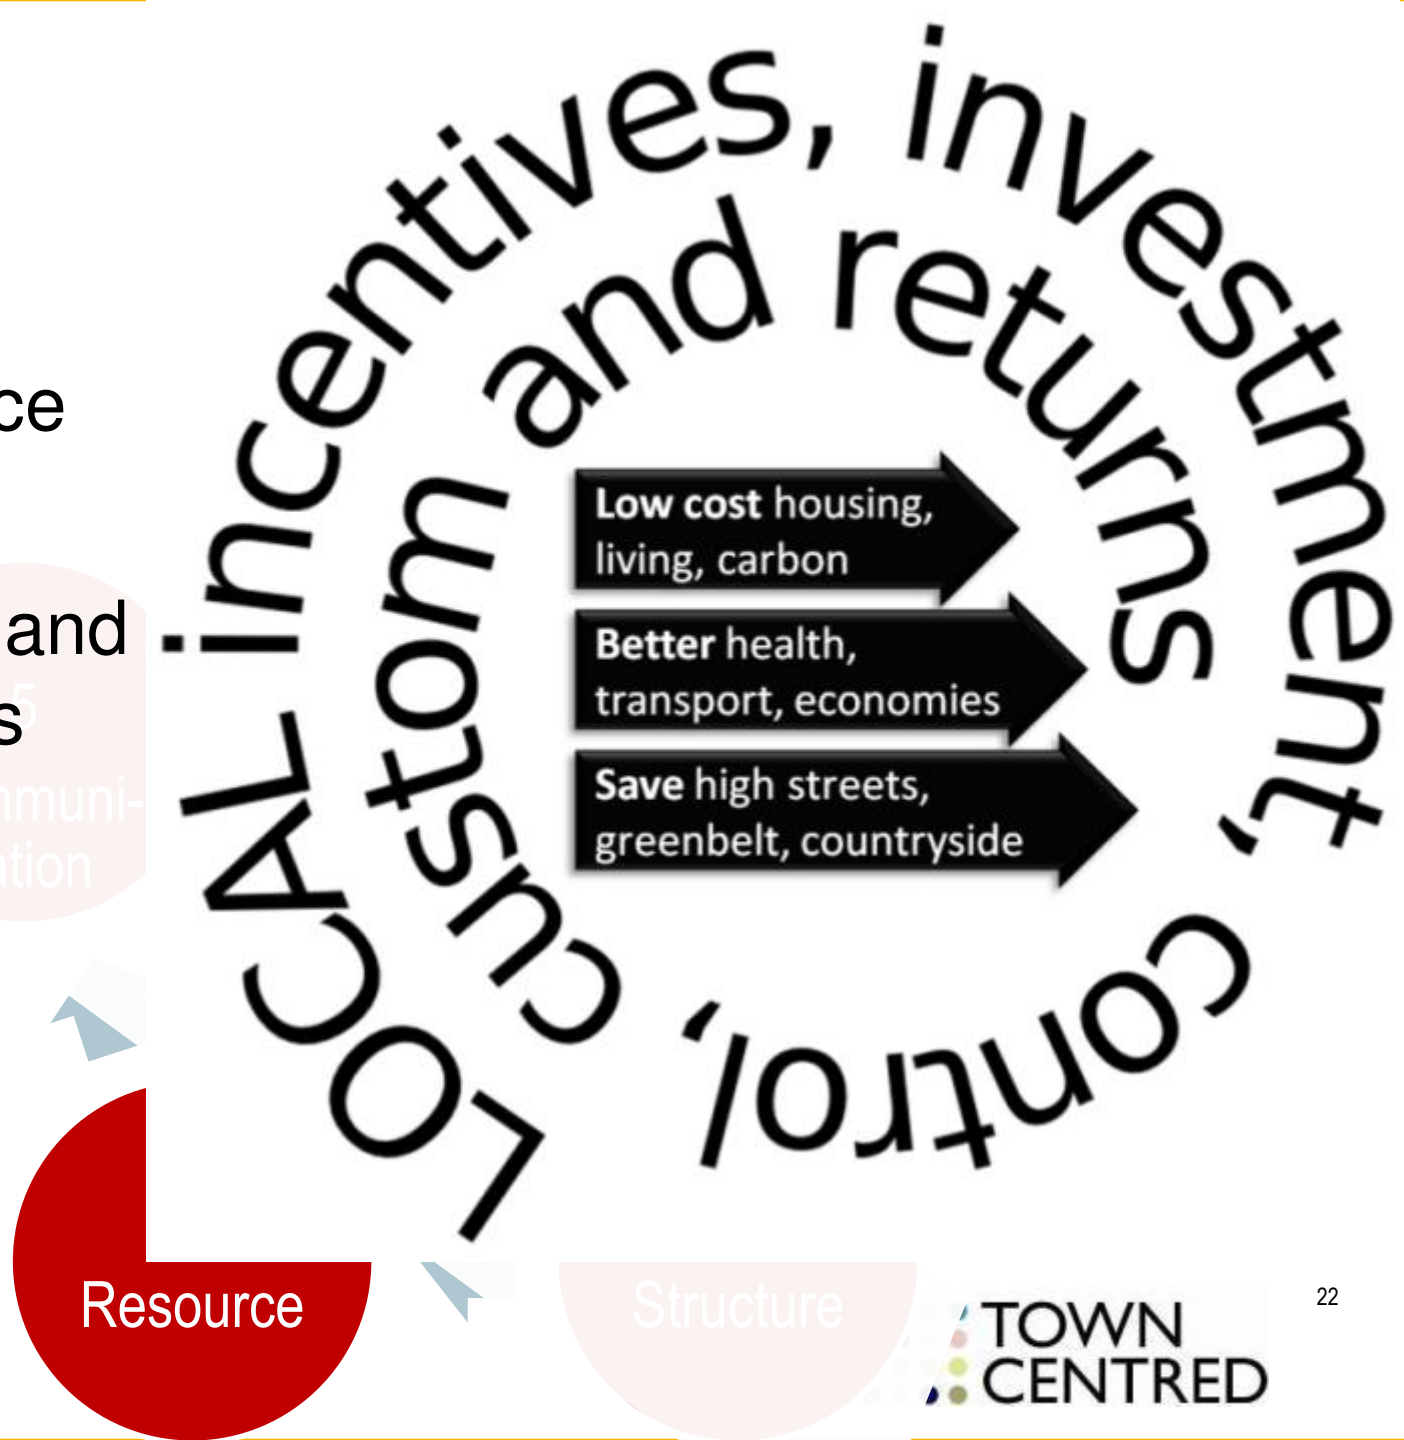 LOCAL incentives, investment, control,
custom and returns
Low cost housing,
living, carbon
Better health,
transport, economies
Save high streets,
greenbelt, countryside
and
5
Resource
Structure
TOWN
CENTRED
22